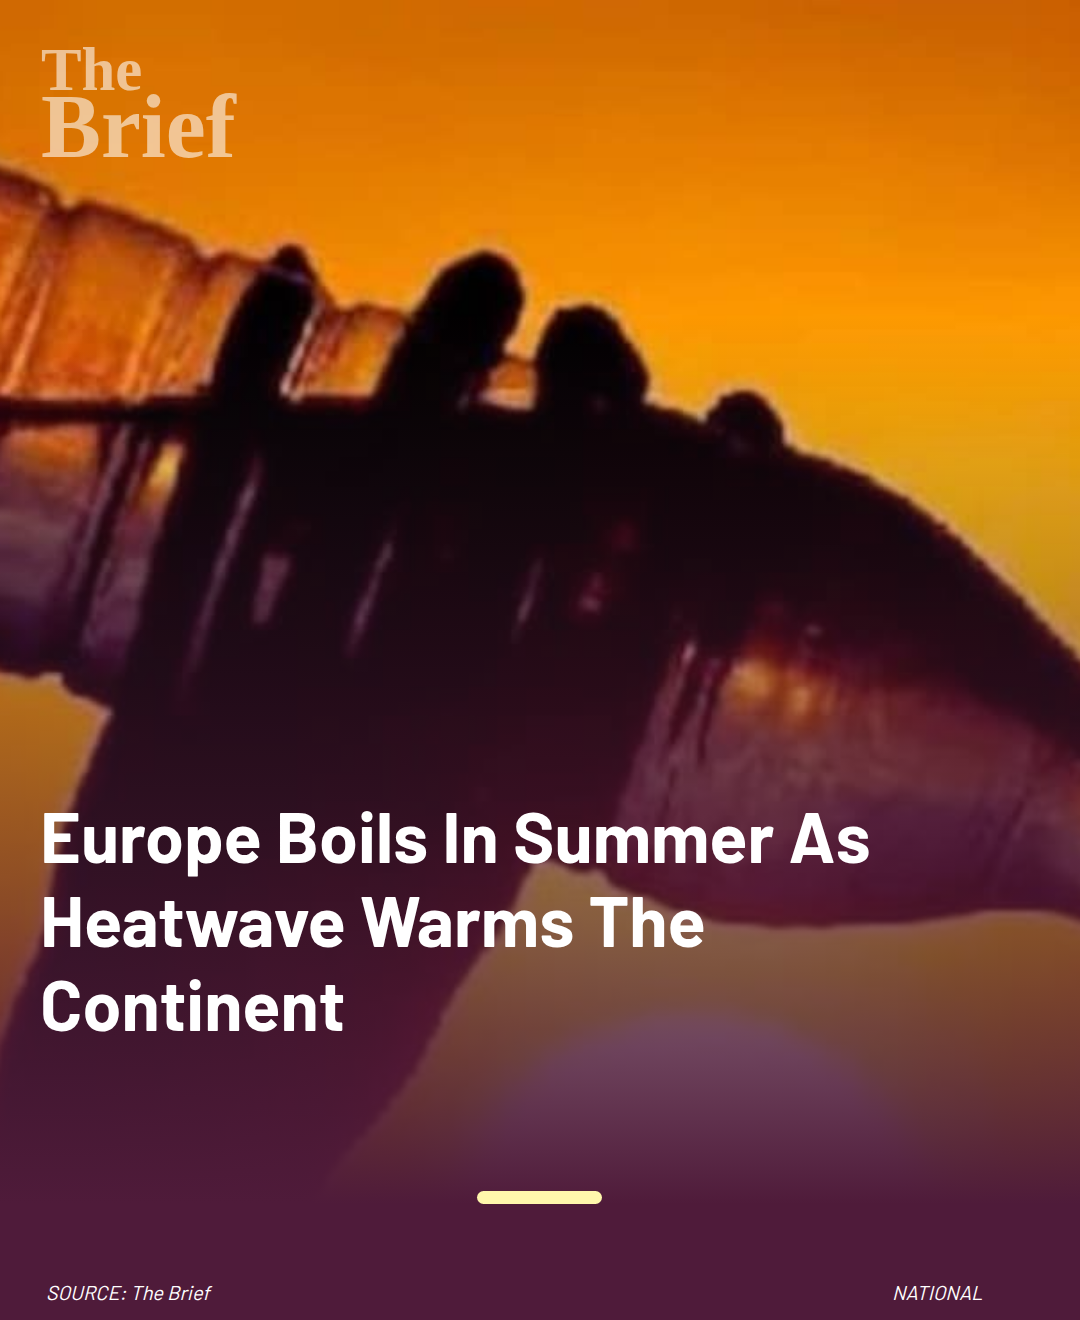 The
Brief
Europe Boils In Summer As
Heatwave Warms The
Continent
SOURCE: The Brief
NATIONAL